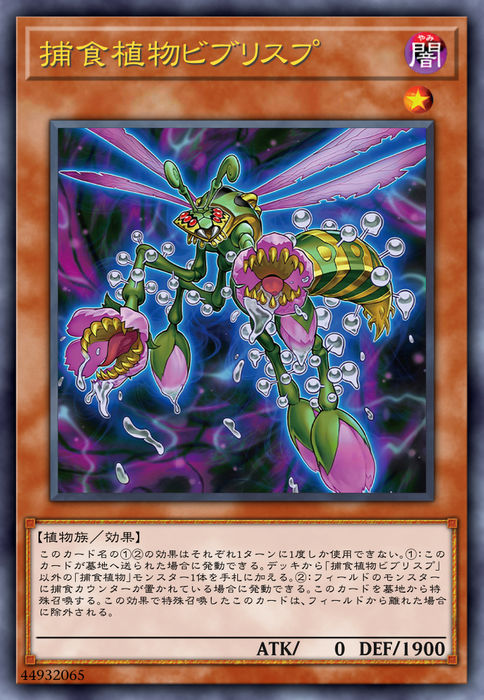 捕食植物ビブリスプ
やみ
闇
【植物族／効果】
このカード名の①②の効果はそれぞれ1ターンに1度しか使用できない。①：この
カードが墓地へ送られた場合に発動できる。デッキから「捕食植物ビブリスプ」
以外の「捕食植物」モンスター1体を手札に加える。②：フィールドのモンスター
に捕食カウンターが置かれている場合に発動できる。このカードを墓地から特
殊召喚する。この効果で特殊召喚したこのカードは、フィールドから離れた場合
に除外される。
ATK/ 0 DEF/1900
44932065